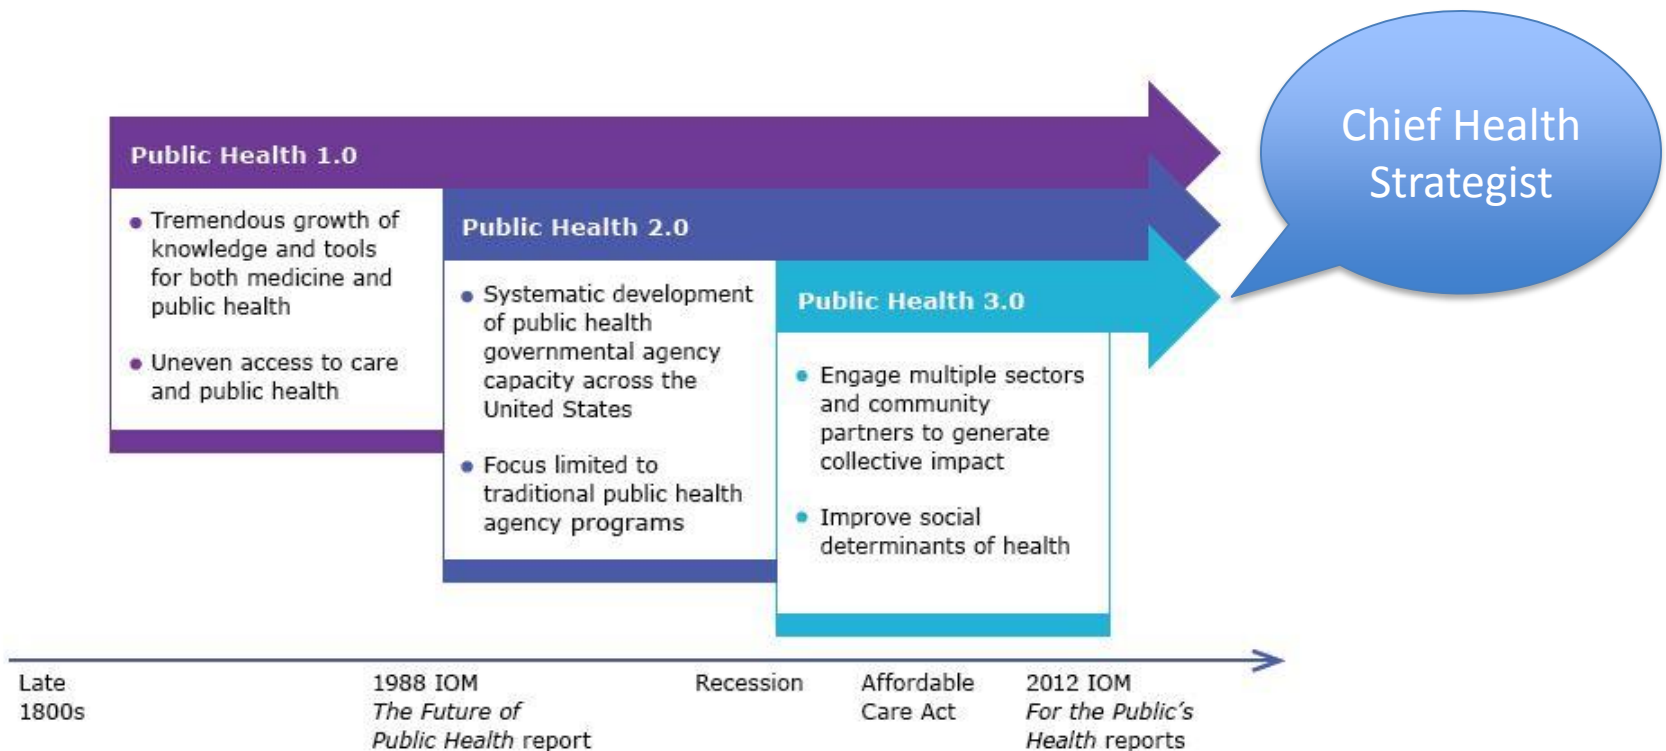 Public Health 1.0
Tremendous growth of
knowledge and tools
for both medicine and
public health
Uneven access to care
and public health
Public Health 2.0
Systematic development
of public health
governmental agency
capacity across the
United States
Focus limited to
traditional public health
agency programs
Public Health 3.0
Engage multiple sectors
and community
partners to generate
collective impact
Improve social
determinants of health
Chief Health
Strategist
Late
1800s
1988 IOM
The Future of
Public Health report
Recession
Affordable
Care Act
2012 IOM
For the Public's
Health reports